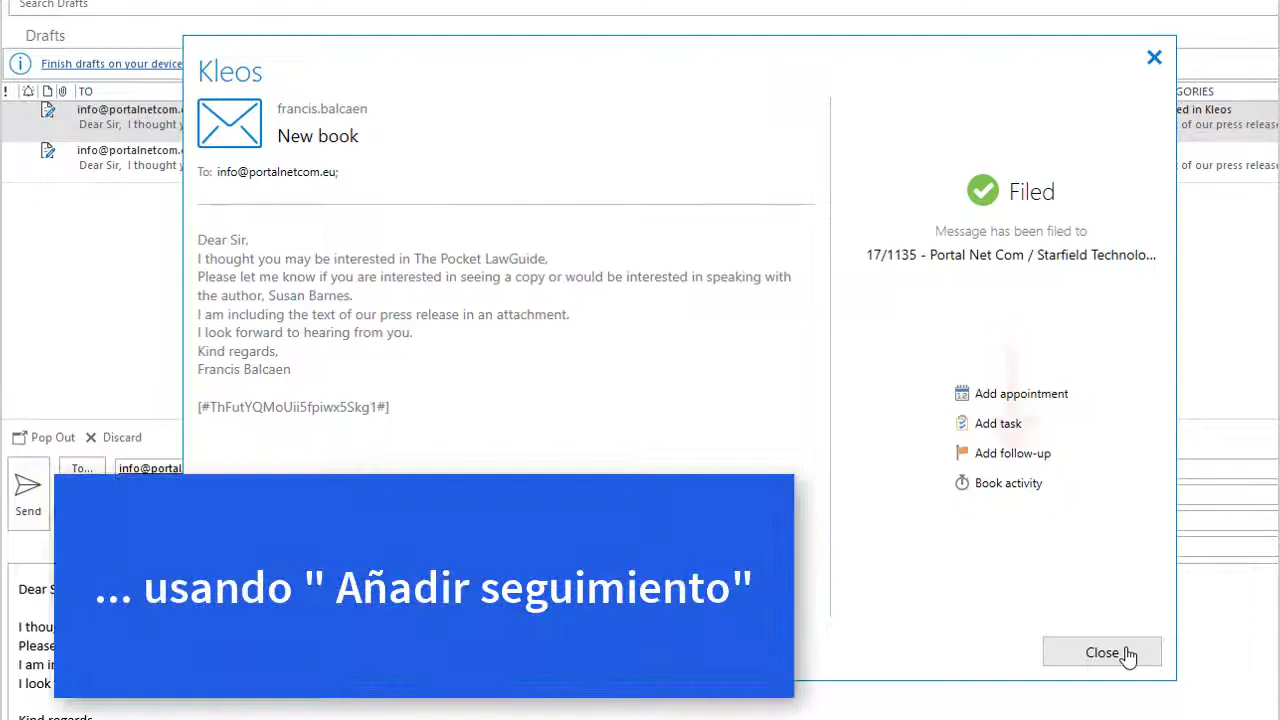 Search Drafts
Drafts
Finish drafts on your device
! TO
GORIES
info@portalnetcom.
Dear Sir, I thought
ed in Kleos
t of our press release
info@portalnetcom.
Dear Sir, I thought
t of our press release
Kleos
francis.balcaen
New book
To: info@portalnetcom.eu;
Dear Sir,
I thought you may be interested in The Pocket LawGuide,
Please let me know if you are interested in seeing a copy or would be interested in speaking with
the author, Susan Barnes.
I am including the text of our press release in an attachment.
I look forward to hearing from you.
Kind regards,
Francis Balcaen
[#ThFutYQMoUii5fpiwx5Skg1#]
Filed
Message has been filed to
17/1135 - Portal Net Com / Starfield Technolo...
12
Add appointment
Add task
Add follow-up
Book activity
Close
Pop Out Discard
To... info@portal
Send
Dear S
I thou
Please
I am in
I look
Kind regards
... usando " Añadir seguimiento"